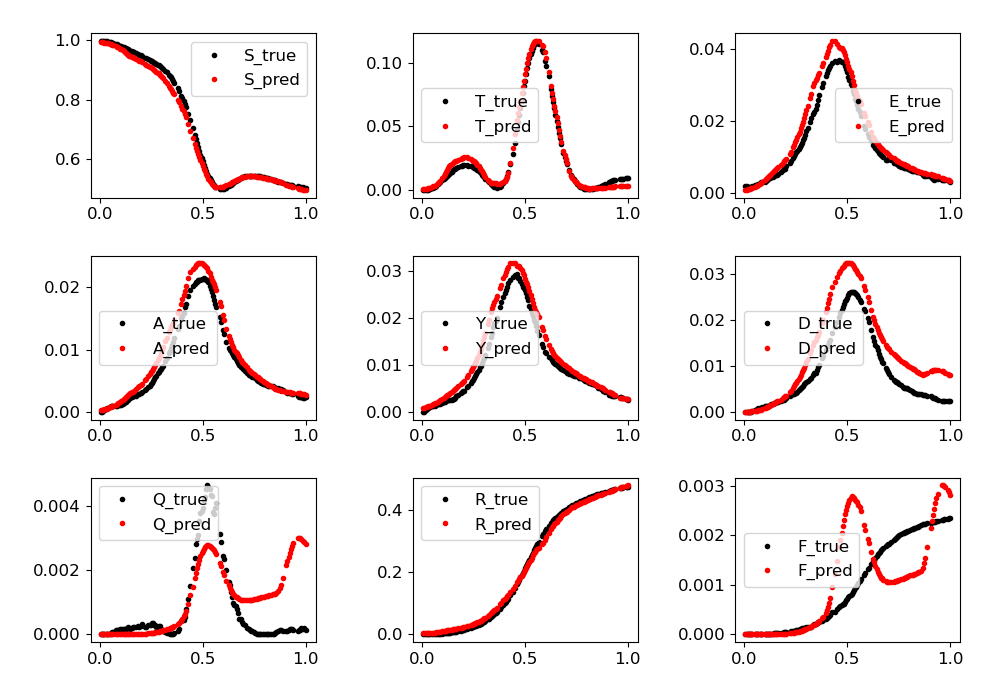 1.0
0.8
0.6
0.0 0.5 1.0
S_true
S_pred
0.10
0.05
0.00
0.0 0.5 1.0
T_true
T_pred
0.04
0.02
0.00
0.0 0.5 1.0
E_true
E_pred
0.02
0.01
0.00
0.0 0.5 1.0
A_true
A_pred
0.03
0.02
0.01
0.00
0.0 0.5 1.0
Y_true
Y_pred
0.03
0.02
0.01
0.00
0.0 0.5 1.0
D_true
D_pred
0.004
0.002
0.000
0.0 0.5 1.0
Q_true
Q_pred
0.4
0.2
0.0
0.0 0.5 1.0
R_true
R_pred
0.003
0.002
0.001
0.000
0.0 0.5 1.0
F_true
F_pred